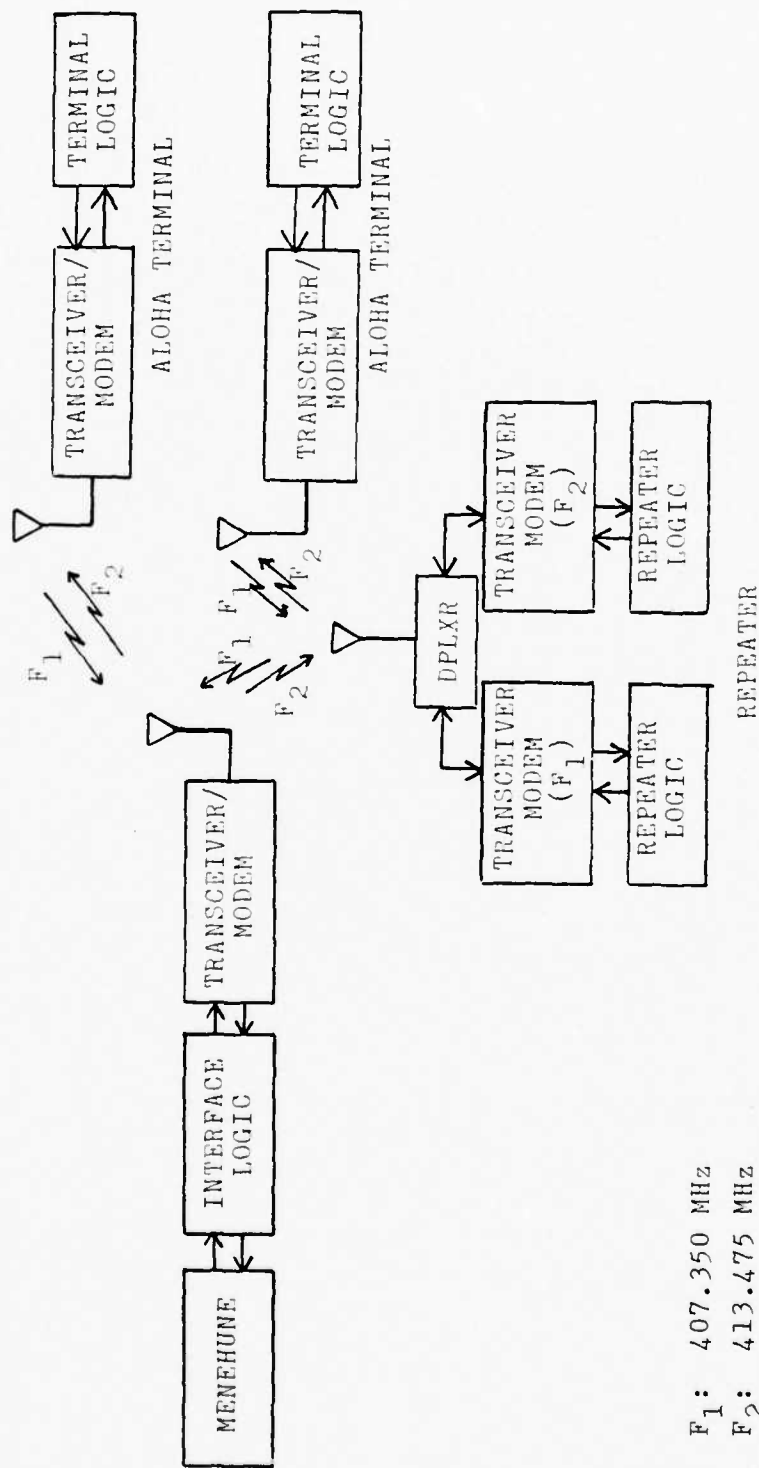 MENEHUNE
INTERFACE
LOGIC
TRANSCEIVER/
MODEM
F1
F2
TRANSCEIVER/
MODEM
TERMINAL
LOGIC
ALOHA TERMINAL
F1
F2
F1
F2
TRANSCEIVER/
MODEM
TERMINAL
LOGIC
ALOHA TERMINAL
DPLXR
TRANSCEIVER
MODEM
(F1)
REPEATER
LOGIC
TRANSCEIVER
MODEM
(F2)
REPEATER
LOGIC
REPEATER
F1: 407.350 MHz
F2: 413.475 MHz